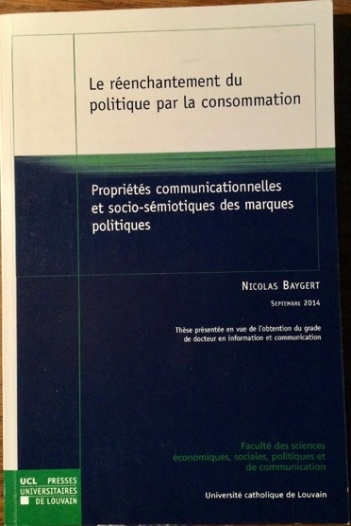 Le réenchantement du
politique par la consommation
Propriétés communicationnelles
et socio-sémiotiques des marques
politiques
Nicolas Baygert
Septembre 2014
Thèse présentée en vue de l'obtention du grade
de docteur en information et communication
Faculté des sciences
économiques, sociales, politiques et
de communication
UCL PRESSES
UNIVERSITAIRES
DE LOUVAIN
Université catholique de Louvain